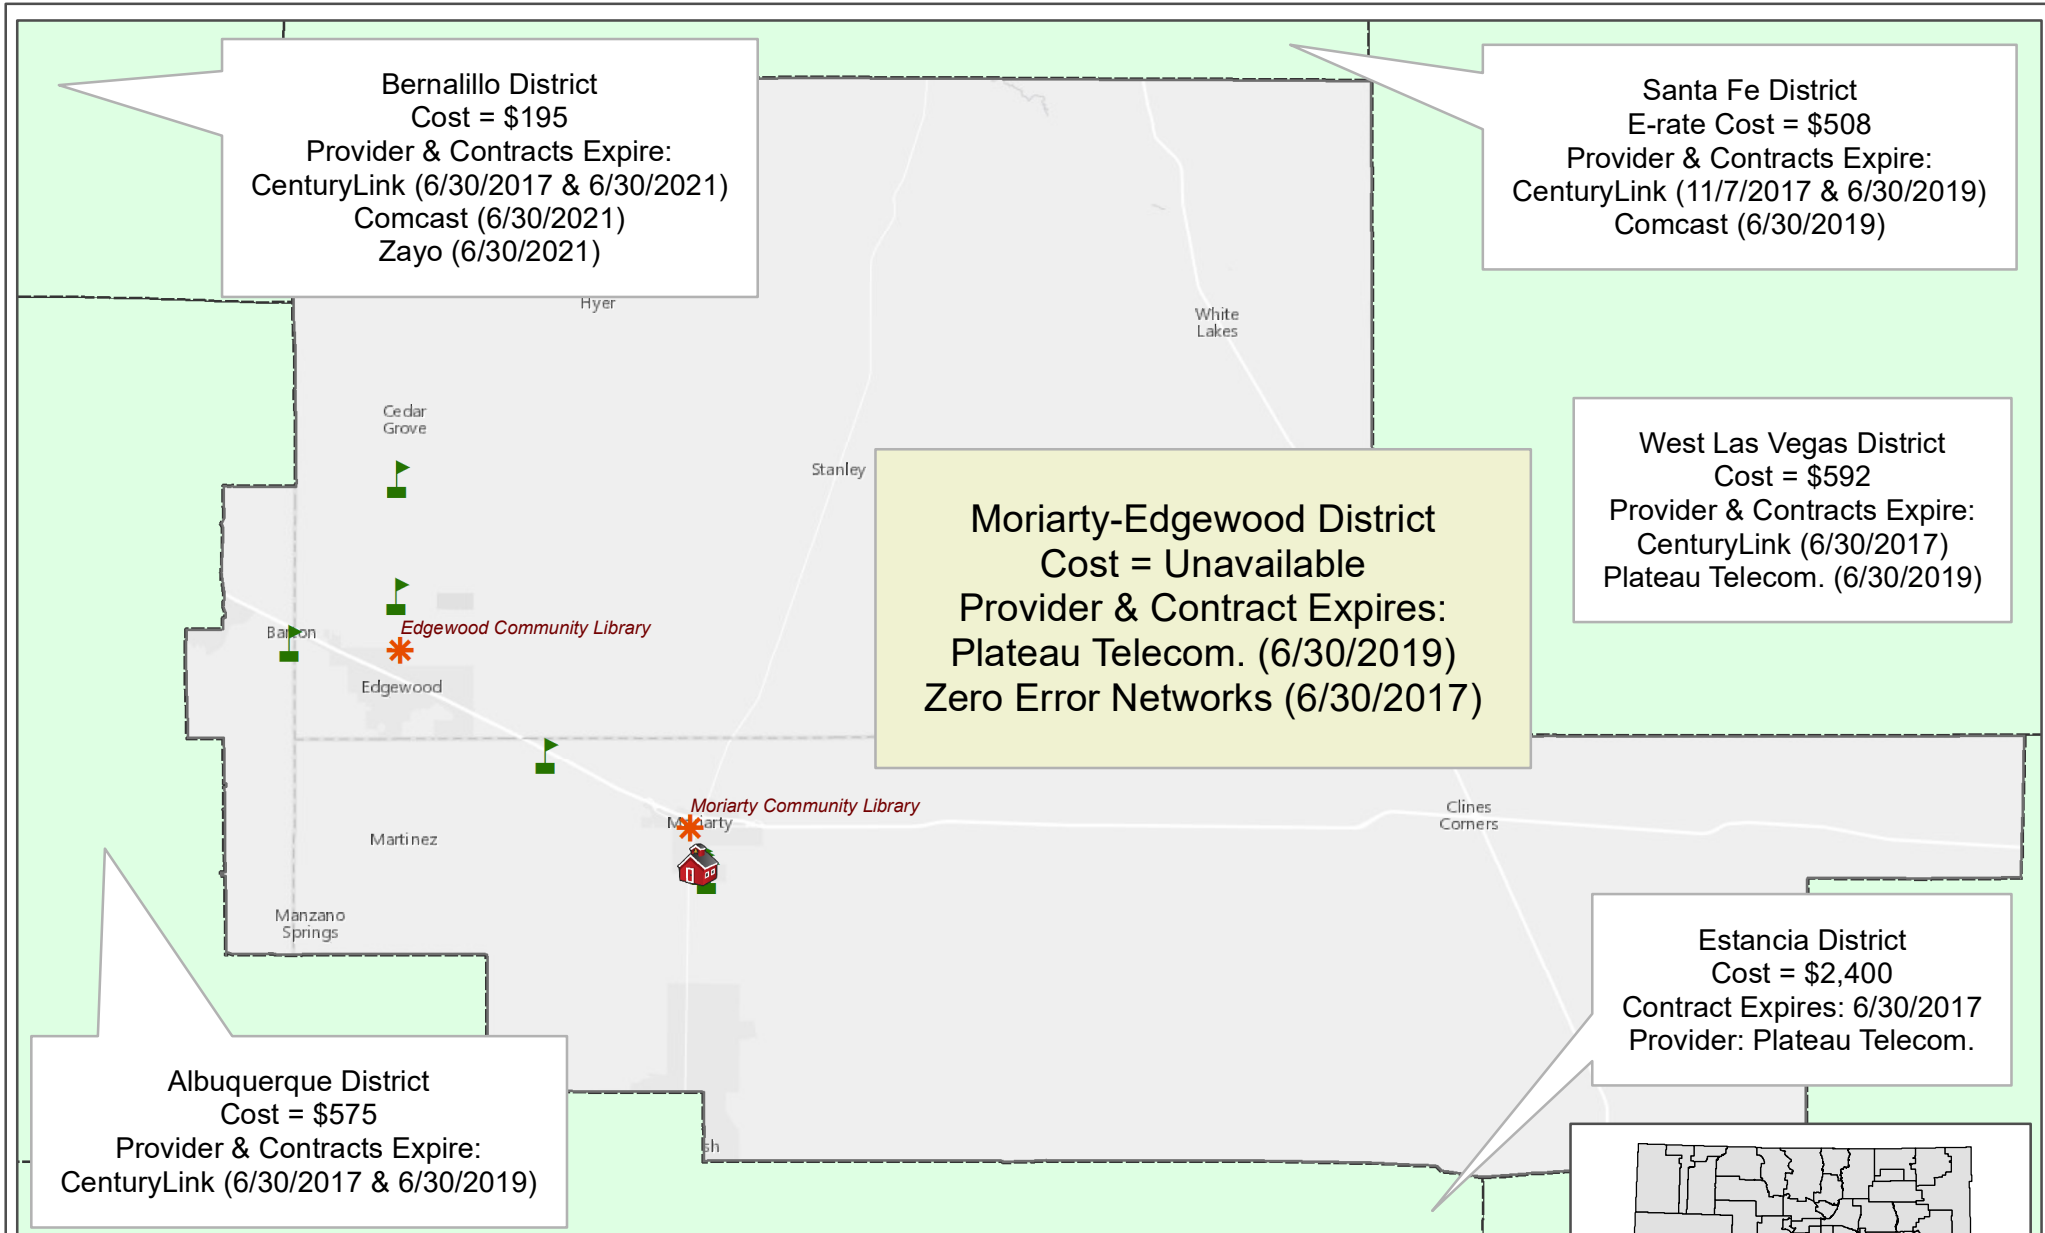 Bernalillo District
Cost = $195
Provider & Contracts Expire:
CenturyLink (6/30/2017 & 6/30/2021)
Comcast (6/30/2021)
Zayo (6/30/2021)
Santa Fe District
E-rate Cost = $508
Provider & Contracts Expire:
CenturyLink (11/7/2017 & 6/30/2019)
Comcast (6/30/2019)
Hyer
White
Lakes
Cedar
Grove
Stanley
West Las Vegas District
Cost = $592
Provider & Contracts Expire:
CenturyLink (6/30/2017)
Plateau Telecom. (6/30/2019)
Moriarty-Edgewood District
Cost = Unavailable
Provider & Contract Expires:
Plateau Telecom. (6/30/2019)
Zero Error Networks (6/30/2017)
Edgewood Community Library
Barton
Edgewood
Moriarty Community Library
Moriarty
Clines
Corners
Martinez
Manzano
Springs
Estancia District
Cost = $2,400
Contract Expires: 6/30/2017
Provider: Plateau Telecom.
Albuquerque District
Cost = $575
Provider & Contracts Expire:
CenturyLink (6/30/2017 & 6/30/2019)